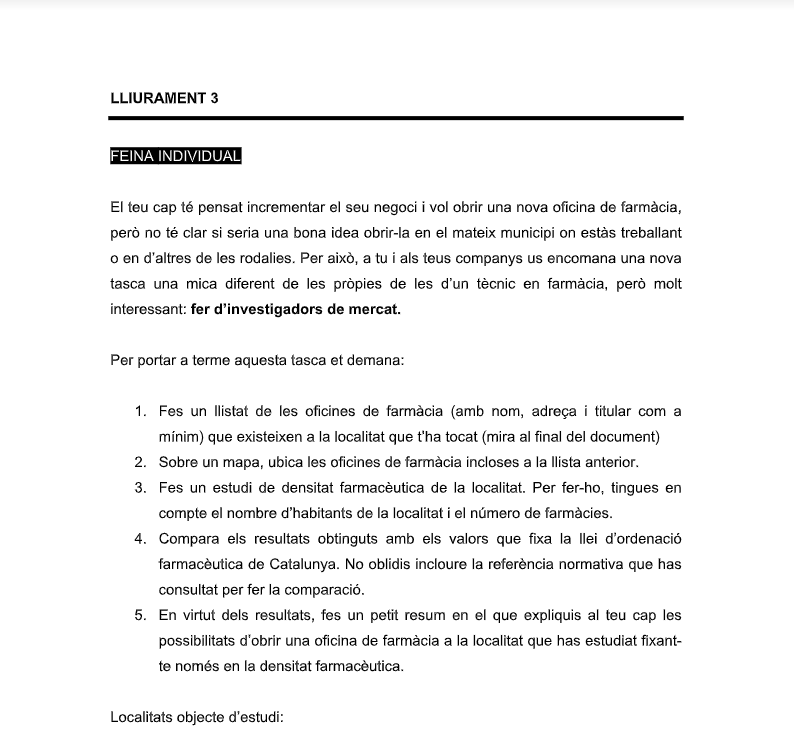 LLIURAMENT 3
FEINA INDIVIDUAL
El teu cap té pensat incrementar el seu negoci i vol obrir una nova oficina de farmàcia,
però no té clar si seria una bona idea obrir-la en el mateix municipi on estàs treballant
o en d'altres de les rodalies. Per això, a tu i als teus companys us encomana una nova
tasca una mica diferent de les pròpies de les d'un tècnic en farmàcia, però molt
interessant: fer d'investigadors de mercat.
Per portar a terme aquesta tasca et demana:
1. Fes un llistat de les oficines de farmàcia (amb nom, adreça i titular com a
mínim) que existeixen a la localitat que t'ha tocat (mira al final del document)
2. Sobre un mapa, ubica les oficines de farmàcia incloses a la llista anterior.
3. Fes un estudi de densitat farmacèutica de la localitat. Per fer-ho, tingues en
compte el nombre d'habitants de la localitat i el número de farmàcies.
4. Compara els resultats obtinguts amb els valors que fixa la llei d'ordenació
farmacèutica de Catalunya. No oblidis incloure la referència normativa que has
consultat per fer la comparació.
5. En virtut dels resultats, fes un petit resum en el que expliquis al teu cap les
possibilitats d'obrir una oficina de farmàcia a la localitat que has estudiat fixant-
te només en la densitat farmacèutica.
Localitats objecte d'estudi: